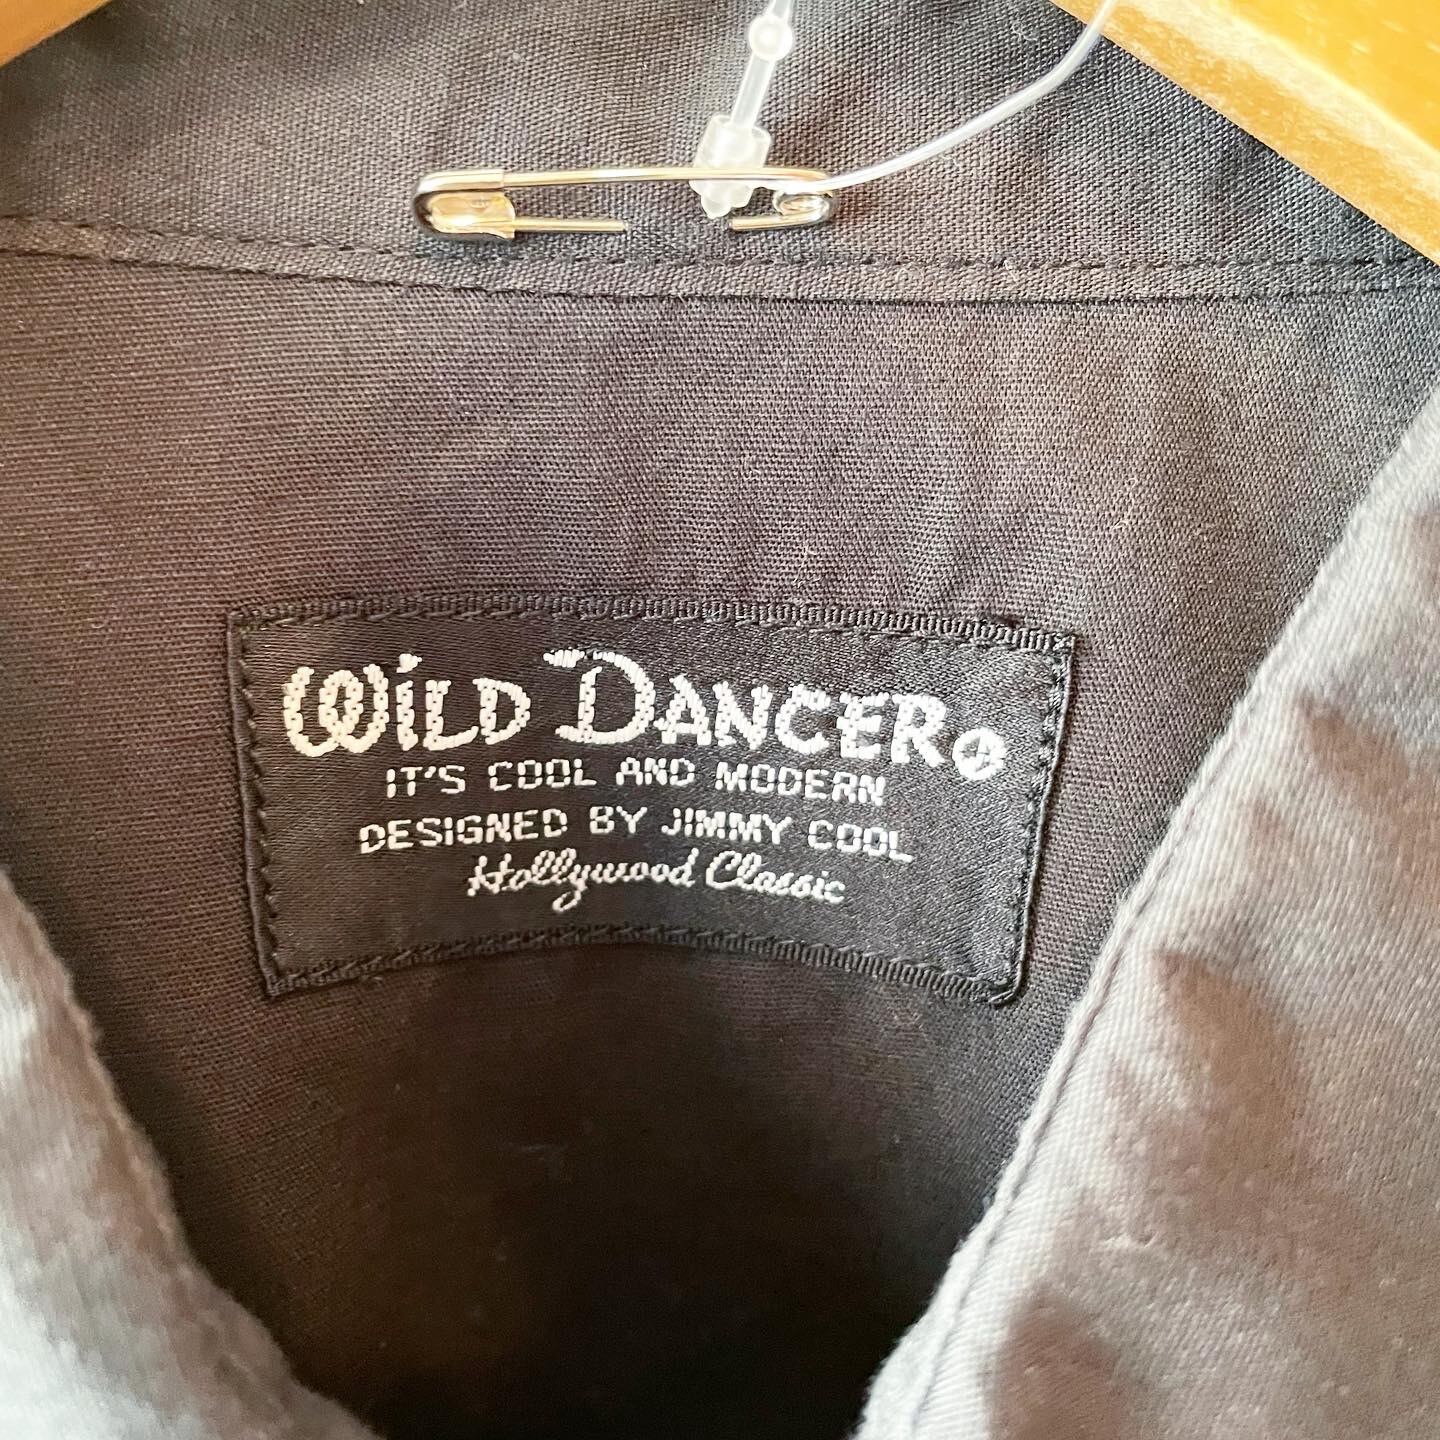 WiLD DANCER
IT'S COOL AND MODERN
DESIGNED BY JIMMY COOL
Hollywood Classic